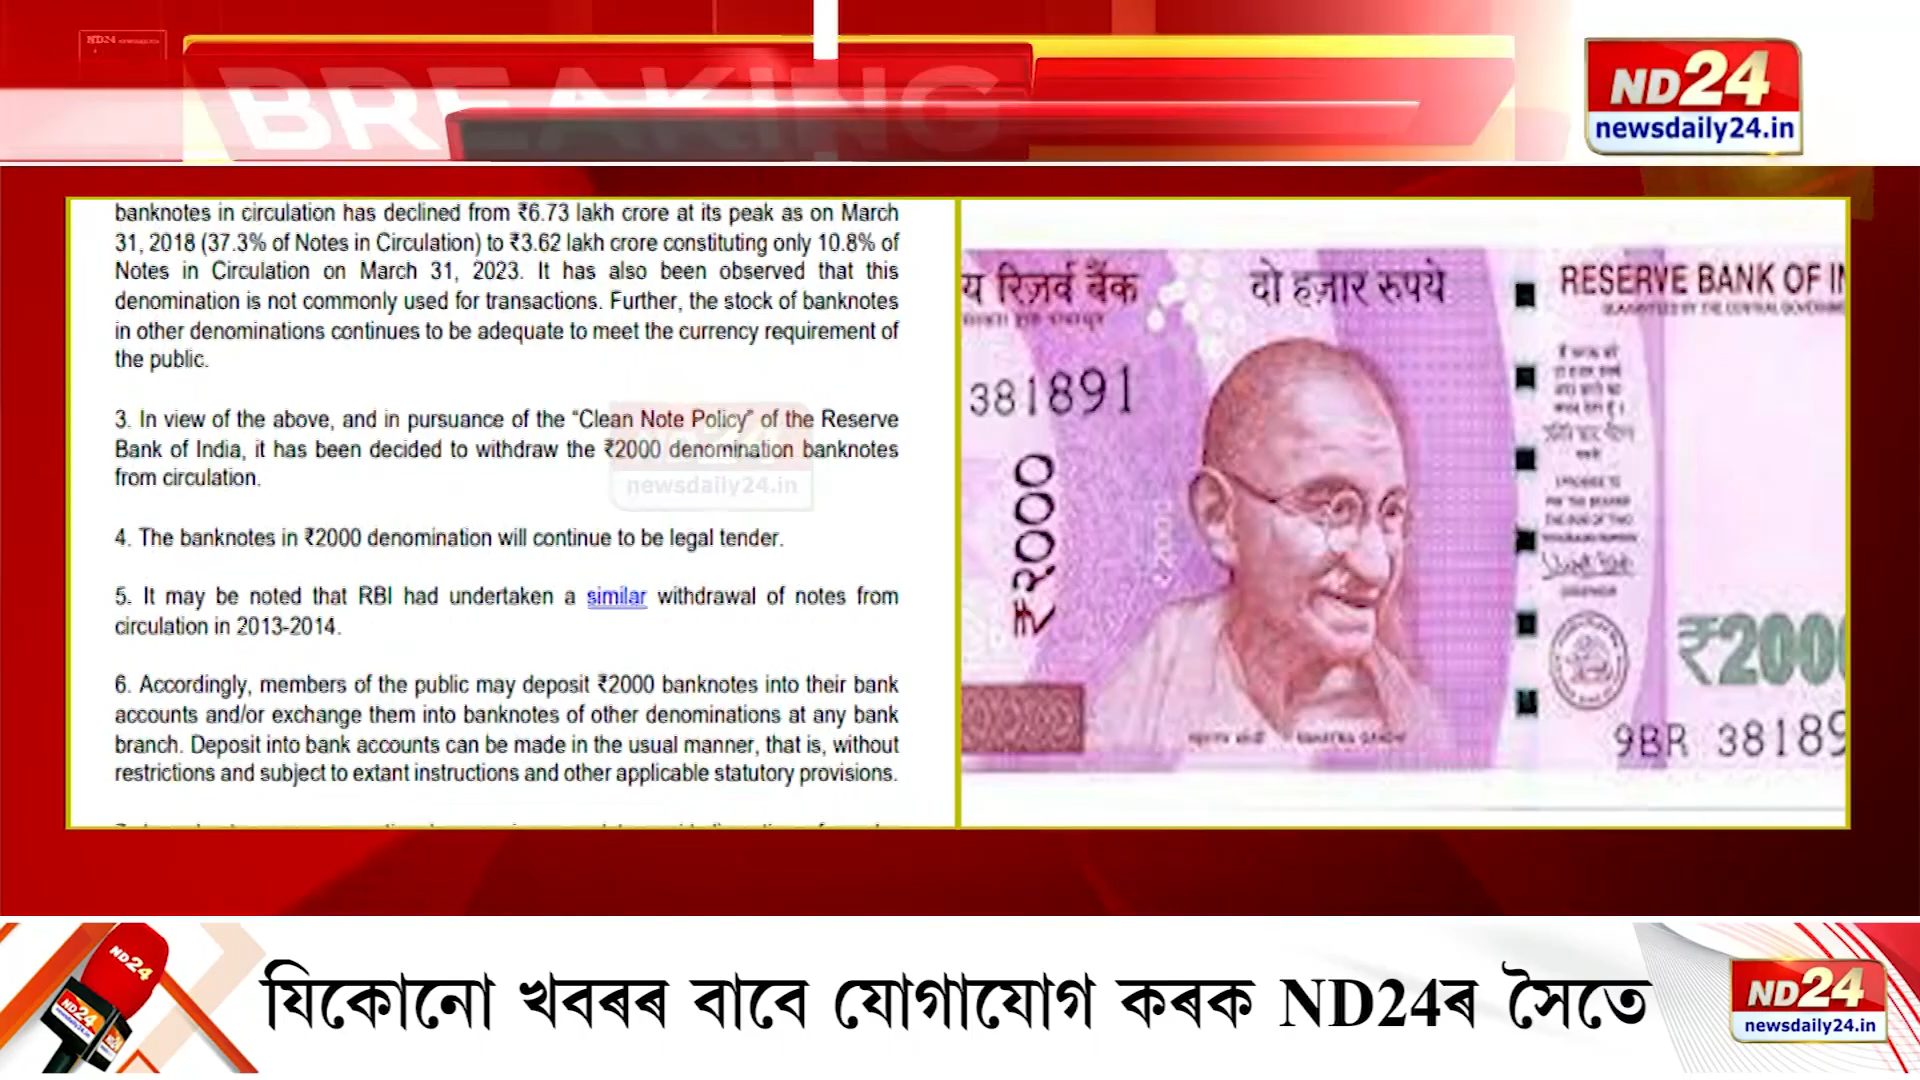 ND24
BREAKING
ND24
newsdaily24.in
banknotes in circulation has declined from ₹6.73 lakh crore at its peak as on March
31, 2018 (37.3% of Notes in Circulation) to ₹3.62 lakh crore constituting only 10.8% of
Notes in Circulation on March 31, 2023. It has also been observed that this
denomination is not commonly used for transactions. Further, the stock of banknotes
in other denominations continues to be adequate to meet the currency requirement of
the public.
3. In view of the above, and in pursuance of the “Clean Note Policy” of the Reserve
Bank of India, it has been decided to withdraw the ₹2000 denomination banknotes
from circulation.
4. The banknotes in ₹2000 denomination will continue to be legal tender.
5. It may be noted that RBI had undertaken a similar withdrawal of notes from
circulation in 2013-2014.
6. Accordingly, members of the public may deposit ₹2000 banknotes into their bank
accounts and/or exchange them into banknotes of other denominations at any bank
branch. Deposit into bank accounts can be made in the usual manner, that is, without
restrictions and subject to extant instructions and other applicable statutory provisions.
ND24
newsdaily24.in
य रिज़र्व बैंक
दो हज़ार रुपये
RESERVE BANK OF IN
381891
₹२०००
₹2000
₹2000
9BR 38189
ND24
ND24
যিকোনো খবৰৰ বাবে যোগাযোগ কৰক ND24ৰ সৈতে
ND24
newsdaily24.in